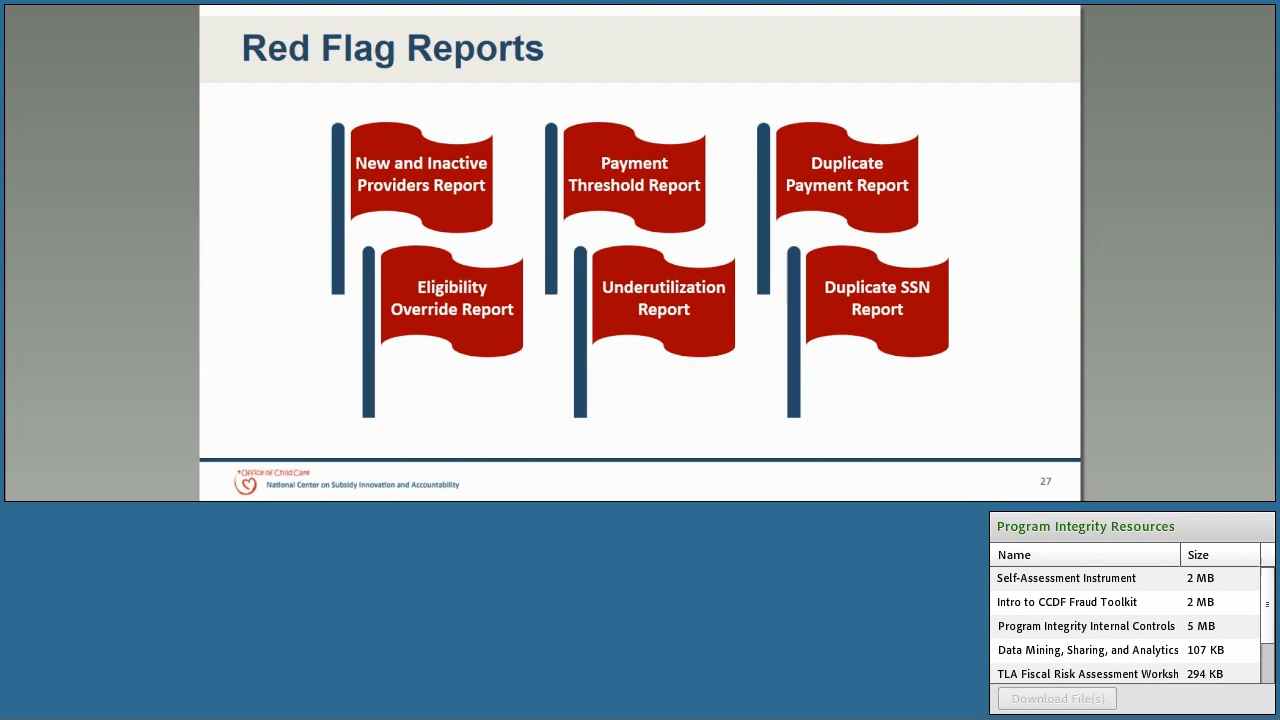 Red Flag Reports
New and Inactive
Providers Report
Payment
Threshold Report
Duplicate
Payment Report
Eligibility
Override Report
Underutilization
Report
Duplicate SSN
Report
Office of Child Care
National Center on Subsidy Innovation and Accountability
27
Program Integrity Resources
Name Size
Self-Assessment Instrument 2 MB
Intro to CCDF Fraud Toolkit 2 MB
Program Integrity Internal Controls 5 MB
Data Mining, Sharing, and Analytics 107 KB
TLA Fiscal Risk Assessment Worksh 294 KB
Download File(s)